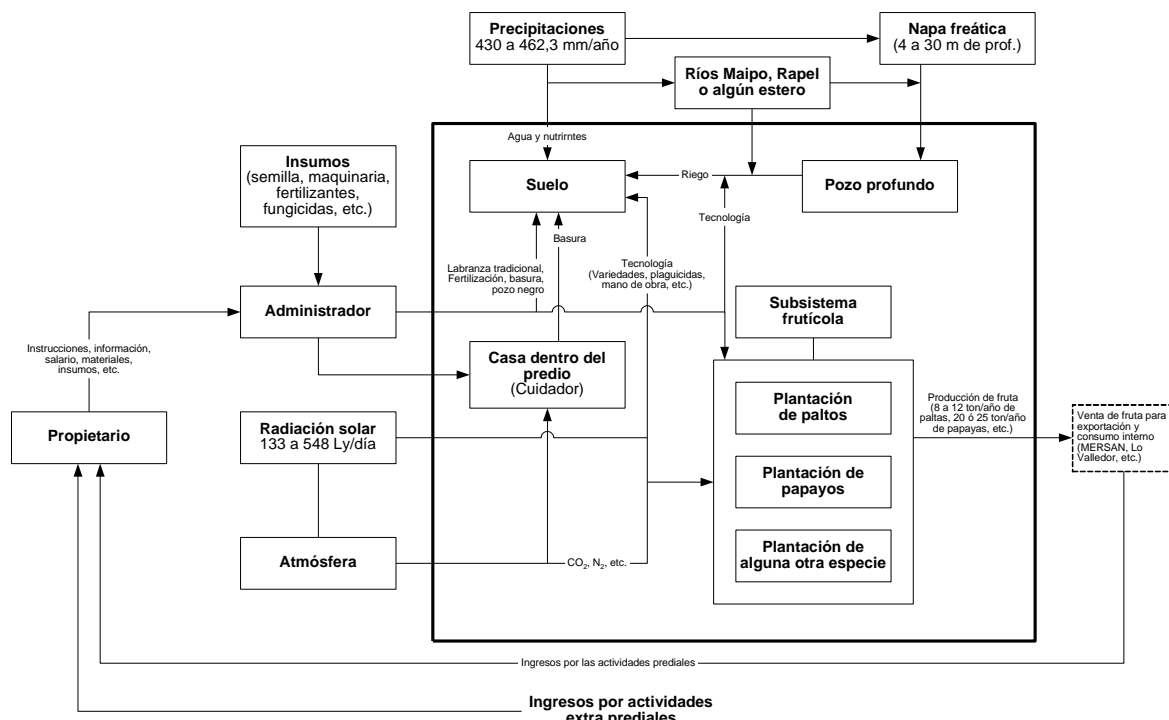 Precipitaciones
430 a 462,3 mm/año
Napa freática
(4 a 30 m de prof.)
Ríos Maipo, Rapel
o algún estero
Agua y nutrirntes
Insumos
(semilla, maquinaria,
fertilizantes,
fungicidas, etc.)
Suelo
Riego
Pozo profundo
Tecnología
Basura
Labranza tradicional,
Fertilización, basura,
pozo negro
Tecnología
(Variedades, plaguicidas,
mano de obra, etc.)
Administrador
Subsistema
frutícola
Instrucciones, información,
salario, materiales,
insumos, etc.
Casa dentro del
predio
(Cuidador)
Plantación
de paltos
Producción de fruta
(8 a 12 ton/año de
paltas, 20 ó 25 ton/año
de papayas, etc.)
Propietario
Radiación solar
133 a 548 Ly/día
Venta de fruta para
exportación y
consumo interno
(MERSAN, Lo
Valledor, etc.)
Plantación de
papayos
Atmósfera
CO2, N2, etc.
Plantación de
alguna otra especie
Ingresos por las actividades prediales
Ingresos por actividades
extra prediales